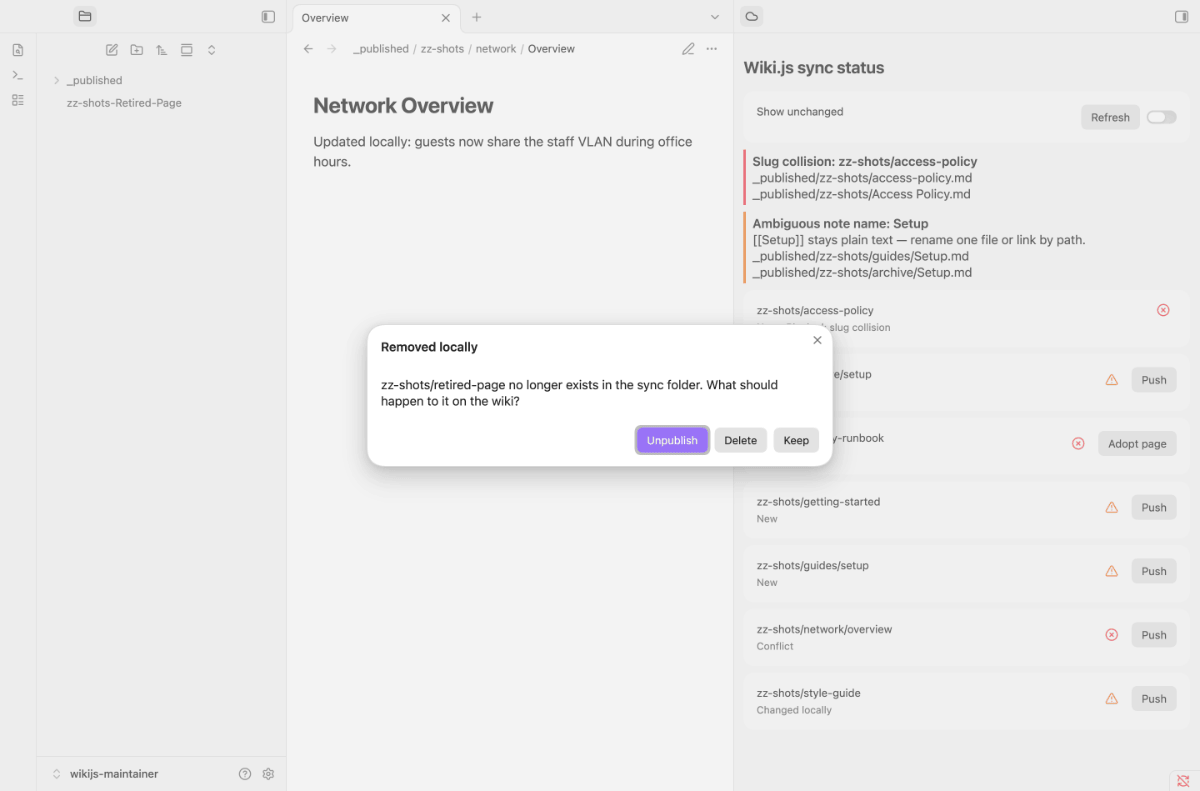 Overview
_published / zz-shots / network / Overview
_published
zz-shots-Retired-Page
Network Overview
Updated locally: guests now share the staff VLAN during office
hours.
Wiki.js sync status
Show unchanged
Refresh
Slug collision: zz-shots/access-policy
_published/zz-shots/access-policy.md
_published/zz-shots/Access Policy.md
Ambiguous note name: Setup
[[Setup]] stays plain text — rename one file or link by path.
_published/zz-shots/guides/Setup.md
_published/zz-shots/archive/Setup.md
zz-shots/access-policy
slug collision
Removed locally
zz-shots/retired-page no longer exists in the sync folder. What should
happen to it on the wiki?
Unpublish
Delete
Keep
e/setup
Push
y-runbook
Adopt page
zz-shots/getting-started
New
Push
zz-shots/guides/setup
New
Push
zz-shots/network/overview
Conflict
Push
zz-shots/style-guide
Changed locally
Push
wikijs-maintainer